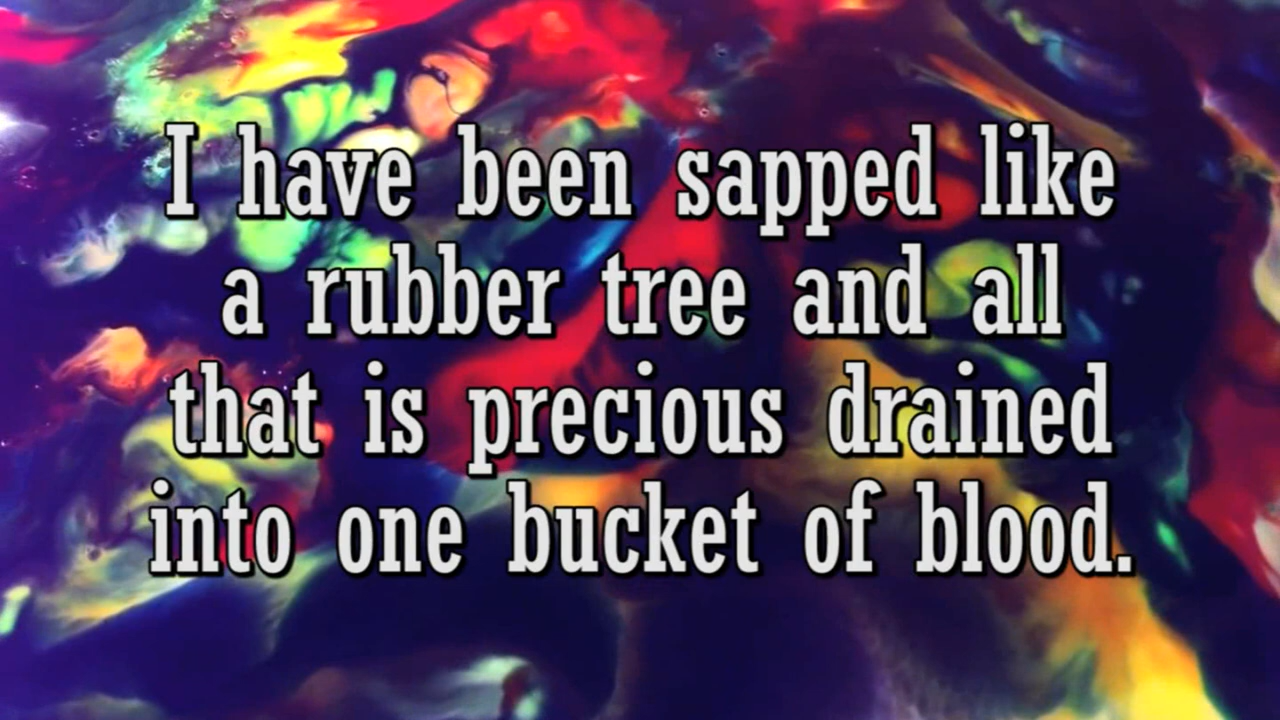 I have been sapped like
a rubber tree and all
that is precious drained
into one bucket of blood.